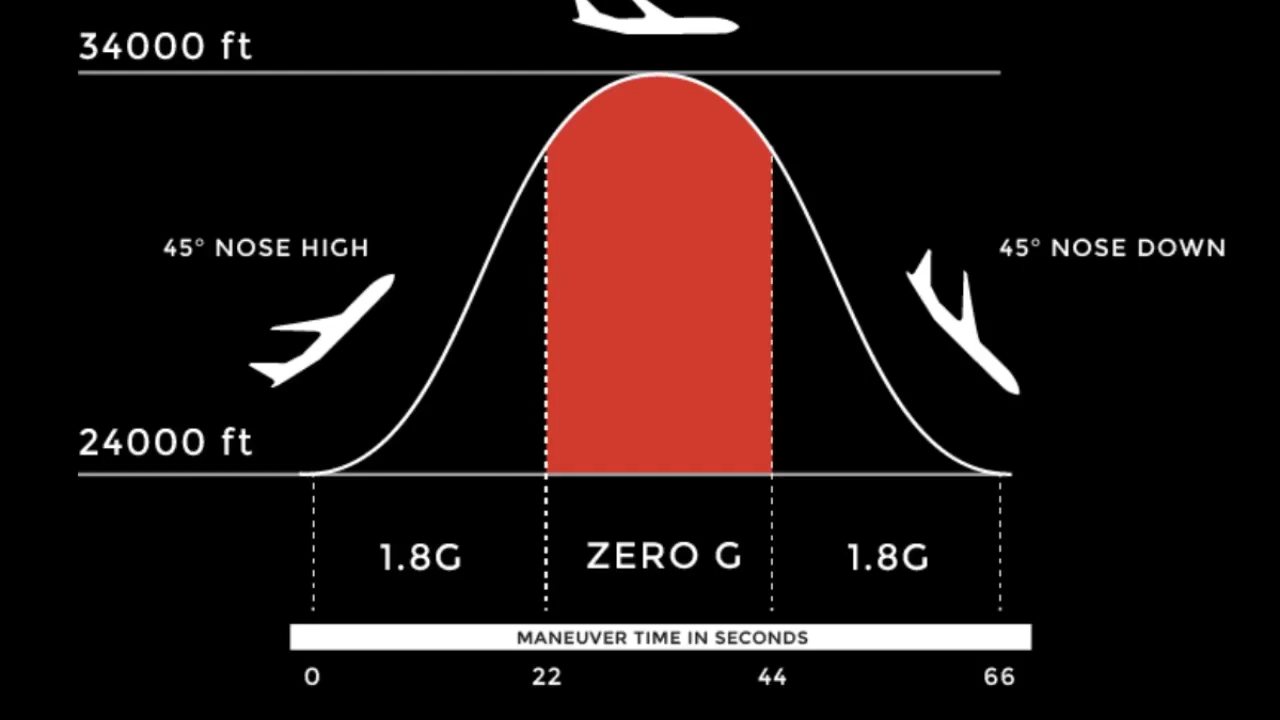 34000 ft
45° NOSE HIGH
45° NOSE DOWN
24000 ft
1.8G
ZERO G
1.8G
MANEUVER TIME IN SECONDS
0
22
44
66